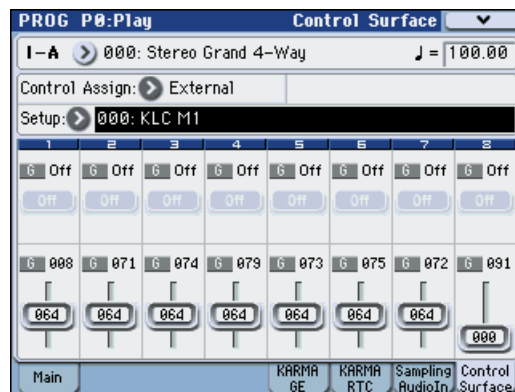 PROG P0:Play Control Surface
I-A 000: Stereo Grand 4-Way ♩= 100.00
Control Assign: External
Setup: 000: KLC M1
1 2 3 4 5 6 7 8
G Off G Off G Off G Off G Off G Off G Off G Off
Off Off Off Off Off Off Off Off
G 008 G 071 G 074 G 079 G 073 G 075 G 072 G 091
064 064 064 064 064 064 064 000
Main KARMA GE KARMA RTC Sampling AudioIn Control Surface